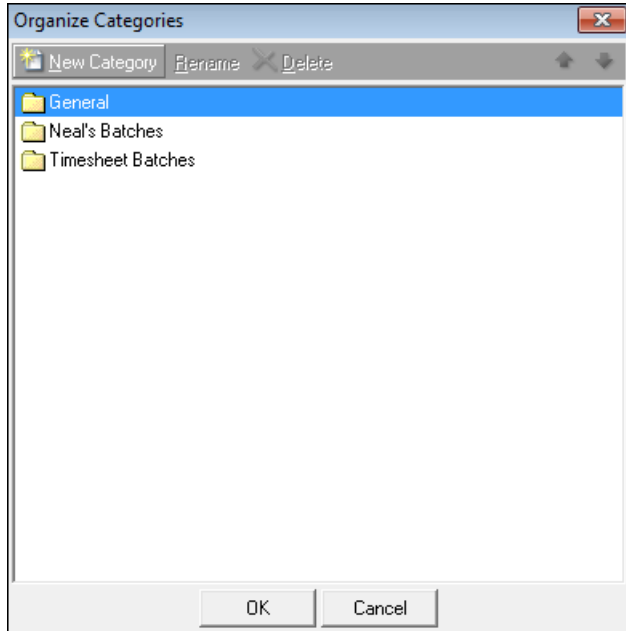 Organize Categories
New Category Rename Delete
General
Neal's Batches
Timesheet Batches
OK Cancel